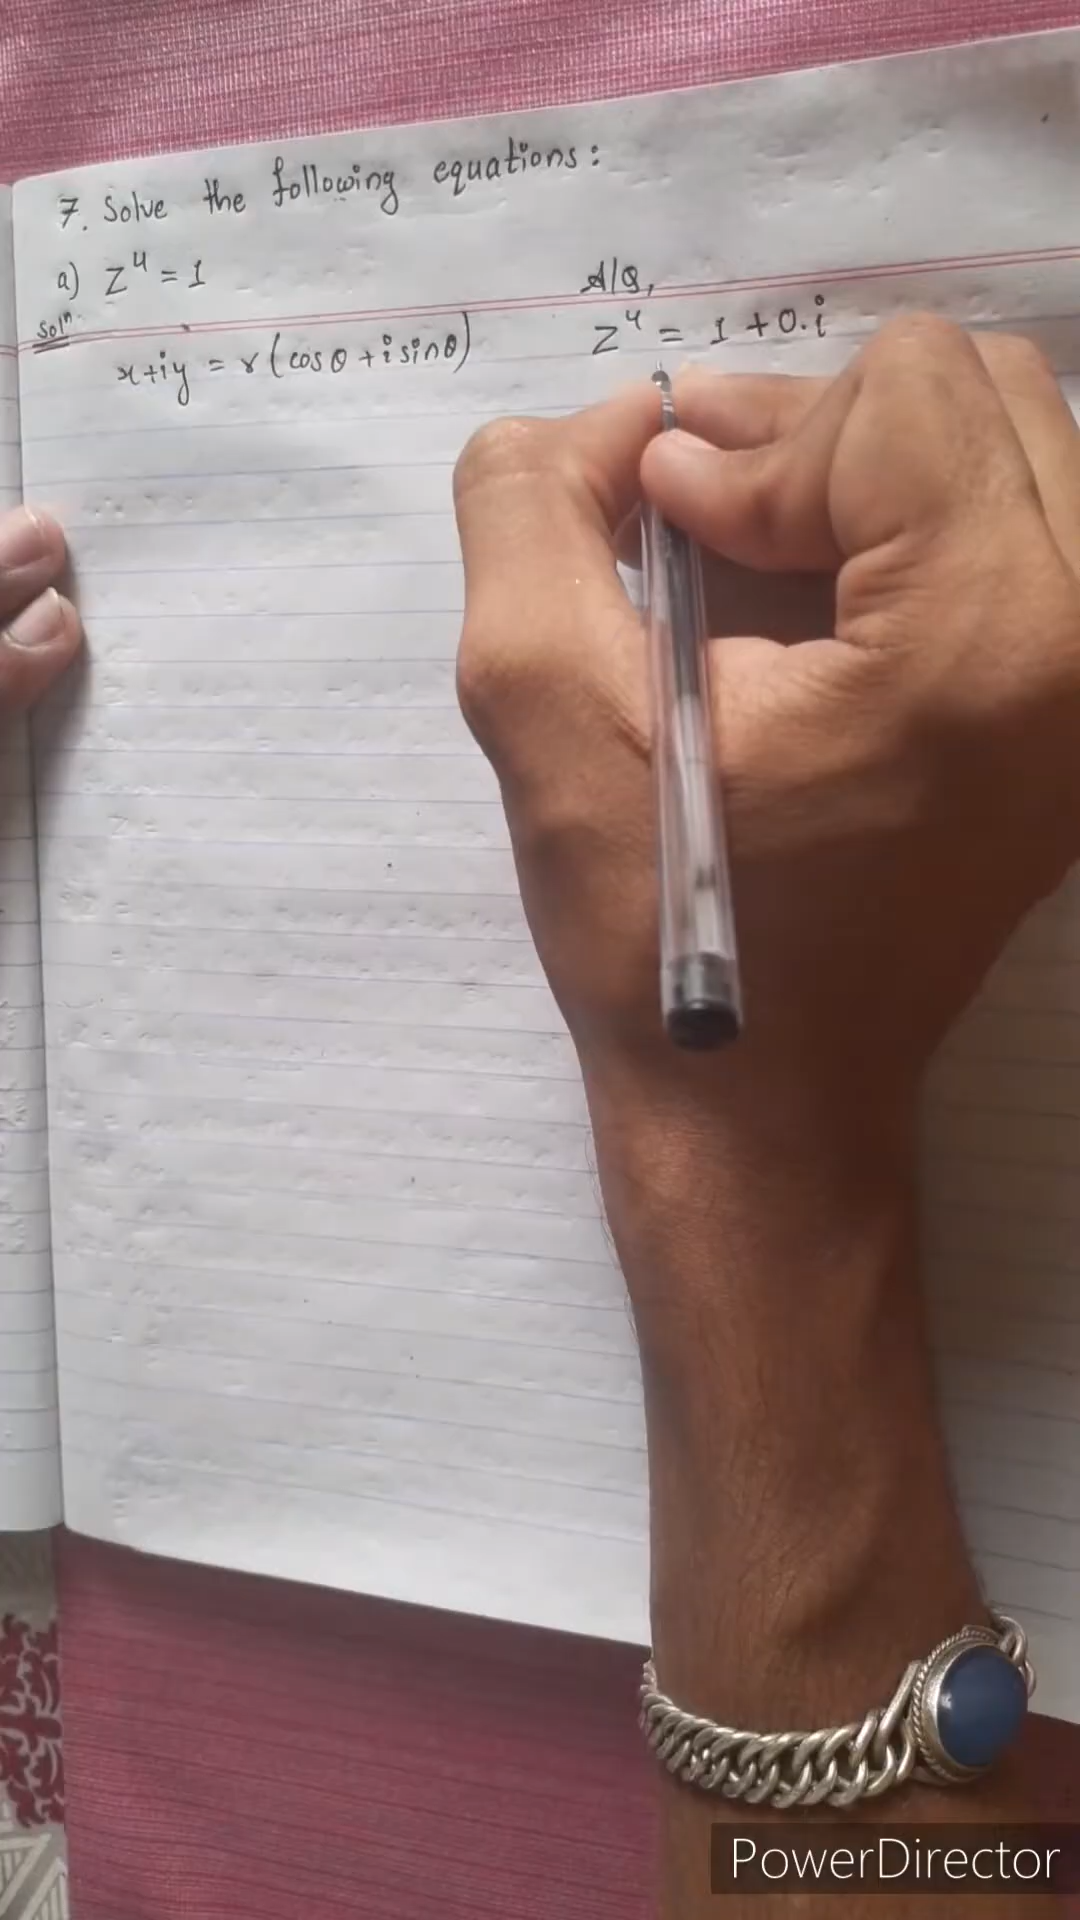 7. Solve the following equations:
a) z⁴ = 1
Solⁿ
x+iy = r(cosθ + i sinθ)
A/Q,
z⁴ = 1 + 0.i
PowerDirector